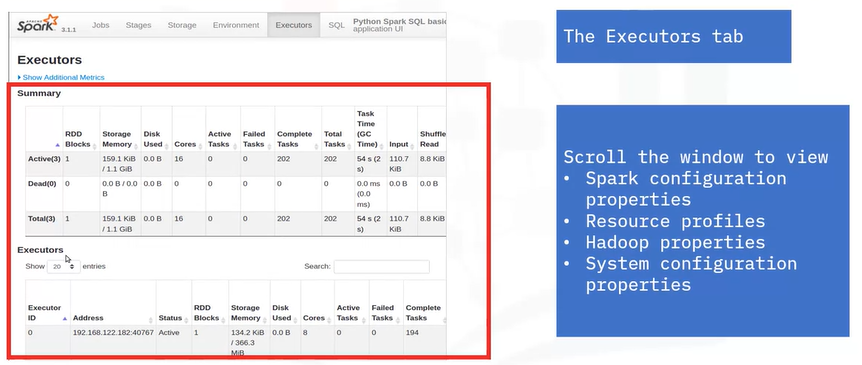 APACHE
Spark 3.1.1 Jobs Stages Storage Environment Executors SQL Python Spark SQL basic
application UI
The Executors tab
Executors
Show Additional Metrics
Summary
RDD Blocks Storage Memory Disk Used Cores Active Tasks Failed Tasks Complete Tasks Total Tasks Task Time (GC Time) Input Shuffle Read
Active(3) 1 159.1 KiB / 1.1 GiB 0.0 B 16 0 0 202 202 54 s (2 s) 110.7 KiB 8.8 KiB
Dead(0) 0 0.0 B / 0.0 B 0.0 B 0 0 0 0 0 0.0 ms (0.0 ms) 0.0 B 0.0 B
Total(3) 1 159.1 KiB / 1.1 GiB 0.0 B 16 0 0 202 202 54 s (2 s) 110.7 KiB 8.8 KiB
Executors
Show 20 entries Search:
Executor ID Address Status RDD Blocks Storage Memory Disk Used Cores Active Tasks Failed Tasks Complete Tasks
0 192.168.122.182:40767 Active 1 134.2 KiB / 366.3 MiB 0.0 B 8 0 0 194
Scroll the window to view
• Spark configuration
properties
• Resource profiles
• Hadoop properties
• System configuration
properties